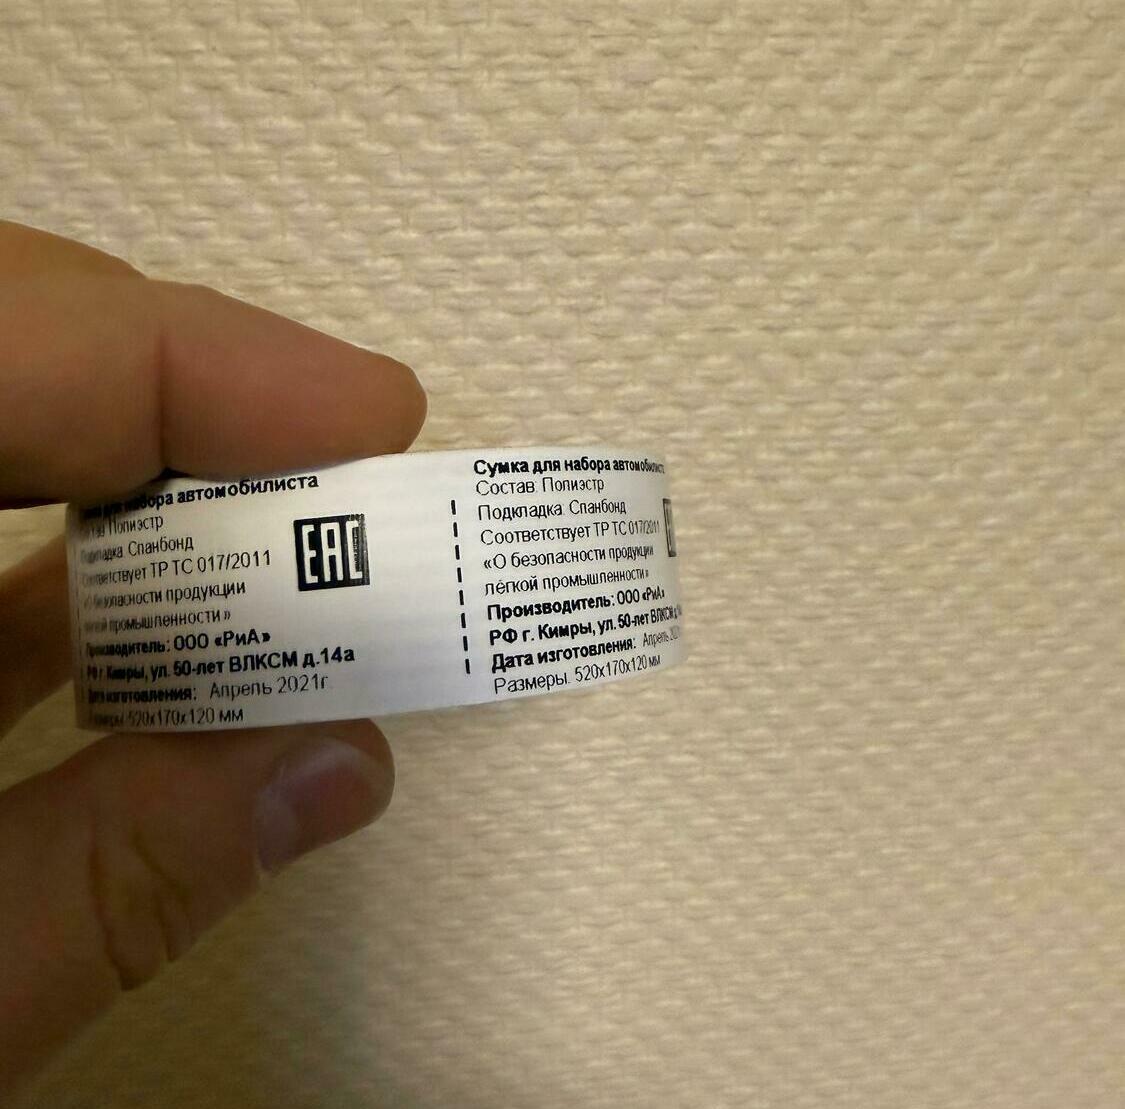 для набора автомобилиста
Полиэстр
Подкладка Спанбонд
Соответствует ТР ТС 017/2011
«О безопасности продукции
лёгкой промышленности»
Производитель: ООО «РиА»
РФ г. Кимры, ул. 50-лет ВЛКСМ д.14а
Дата изготовления: Апрель 2021г.
Размеры. 520х170х120 мм
EAC
Сумка для набора автомобилиста
Состав: Полиэстр
Подкладка. Спанбонд
Соответствует ТР ТС 017/2011
«О безопасности продукции
лёгкой промышленности»
Производитель: ООО «РиА»
РФ г. Кимры, ул. 50-лет ВЛКСМ
Дата изготовления: Апрель
Размеры. 520х170х120 мм